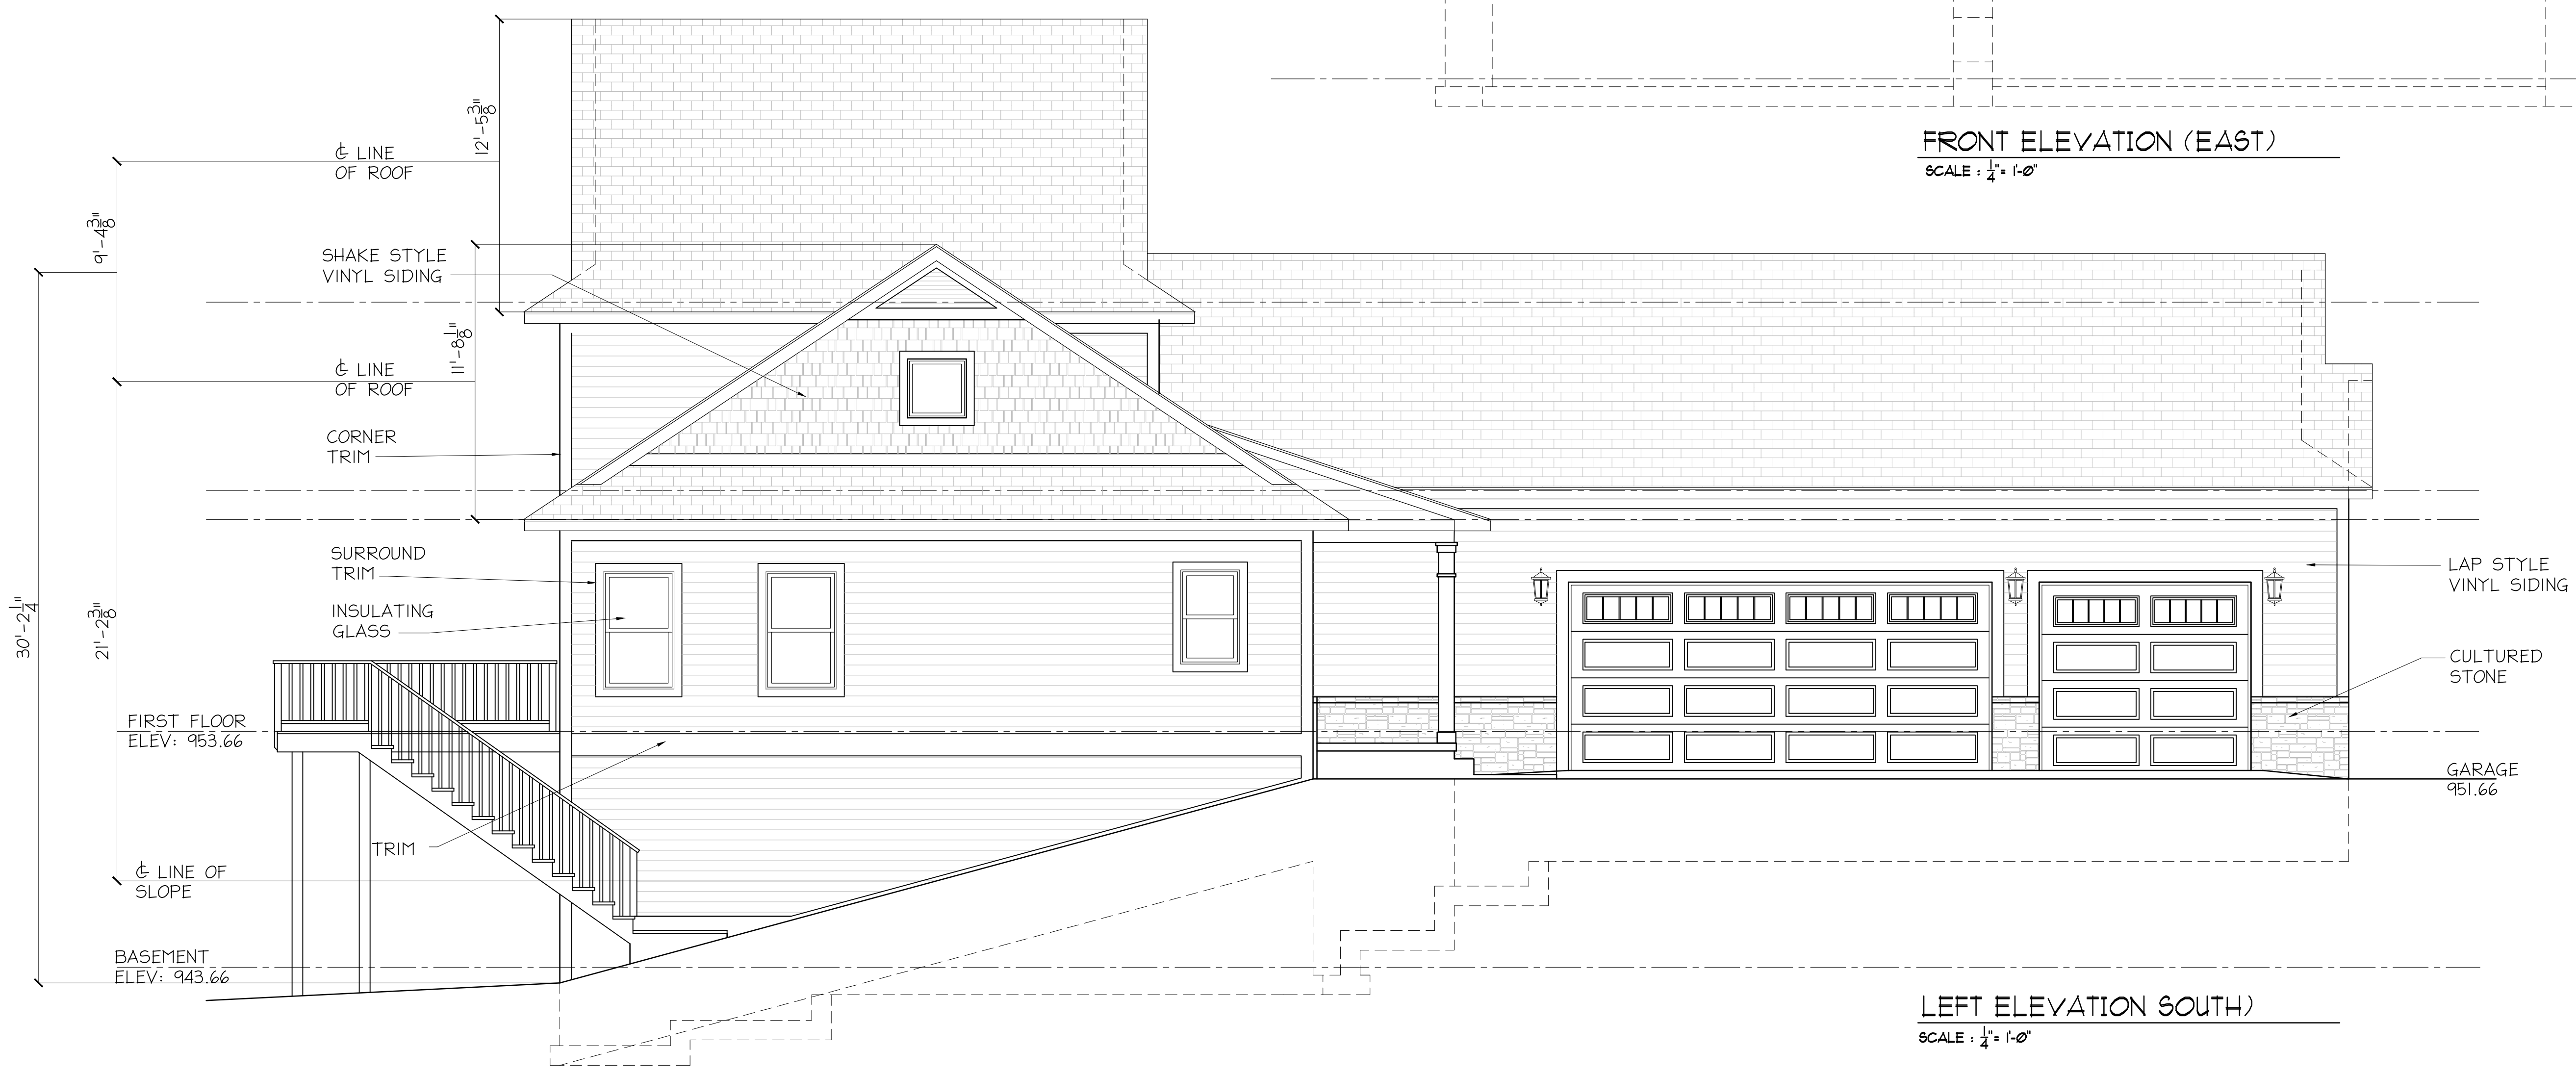 12'-5 3/8"
FRONT ELEVATION (EAST)
SCALE : 1/4" = 1'-0"
℄ LINE
OF ROOF
9'-4 3/8"
SHAKE STYLE
VINYL SIDING
11'-8 1/8"
℄ LINE
OF ROOF
CORNER
TRIM
SURROUND
TRIM
LAP STYLE
VINYL SIDING
INSULATING
GLASS
30'-2 1/4"
21'-2 3/8"
CULTURED
STONE
FIRST FLOOR
ELEV: 953.66
GARAGE
951.66
TRIM
℄ LINE OF
SLOPE
BASEMENT
ELEV: 943.66
LEFT ELEVATION SOUTH)
SCALE : 1/4" = 1'-0"